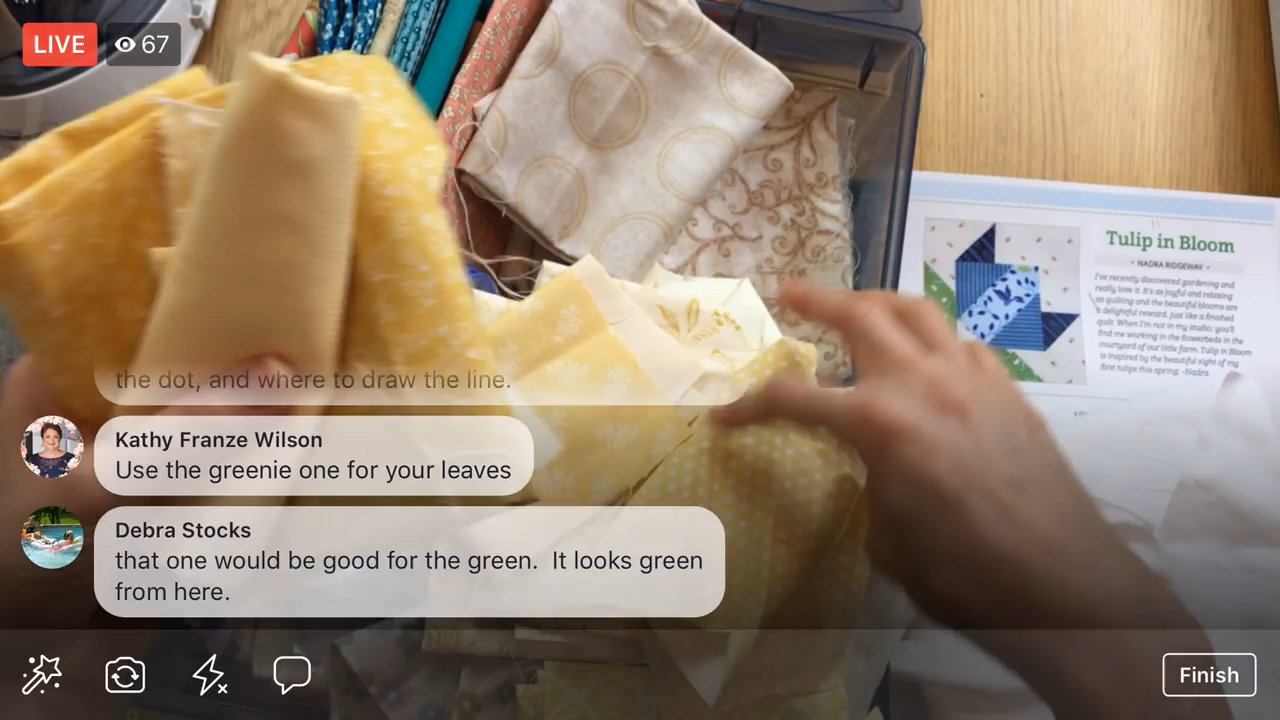 LIVE
67
Tulip in Bloom
• NADRA RIDGEWAY •
I've recently discovered gardening and
really love it. It's as joyful and relaxing
as quilting and the beautiful blooms are
a delightful reward, just like a finished
quilt. When I'm not in my studio, you'll
find me working in the flowerbeds in the
courtyard of our little farm. Tulip in Bloom
is inspired by the beautiful sight of my
first tulips this spring. -Nadra
the dot, and where to draw the line.
Kathy Franze Wilson
Use the greenie one for your leaves
Debra Stocks
that one would be good for the green. It looks green
from here.
Finish